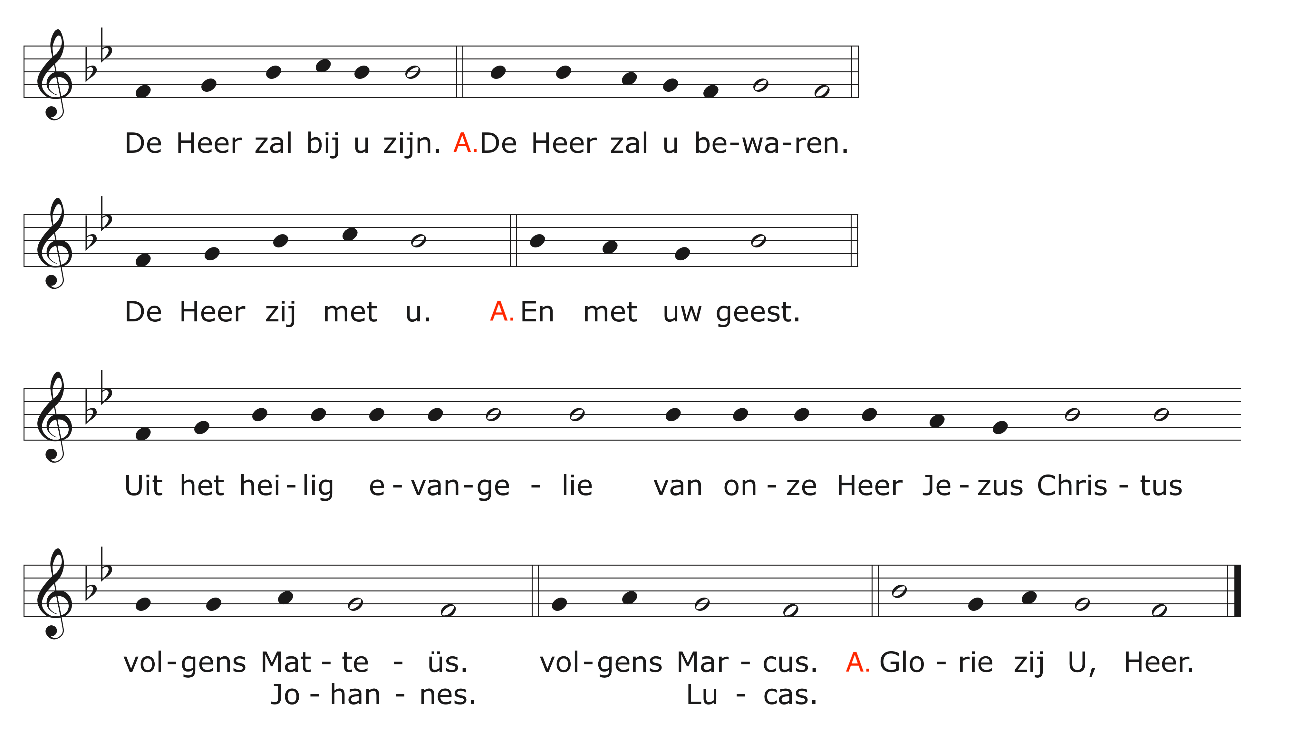 De Heer zal bij u zijn. A.De Heer zal u be-wa-ren.
De Heer zij met u. A. En met uw geest.
Uit het hei-lig e-van-ge-lie van on-ze Heer Je-zus Chris-tus
vol-gens Mat-te-üs. vol-gens Mar-cus. A. Glo-rie zij U, Heer.
Jo-han-nes. Lu-cas.